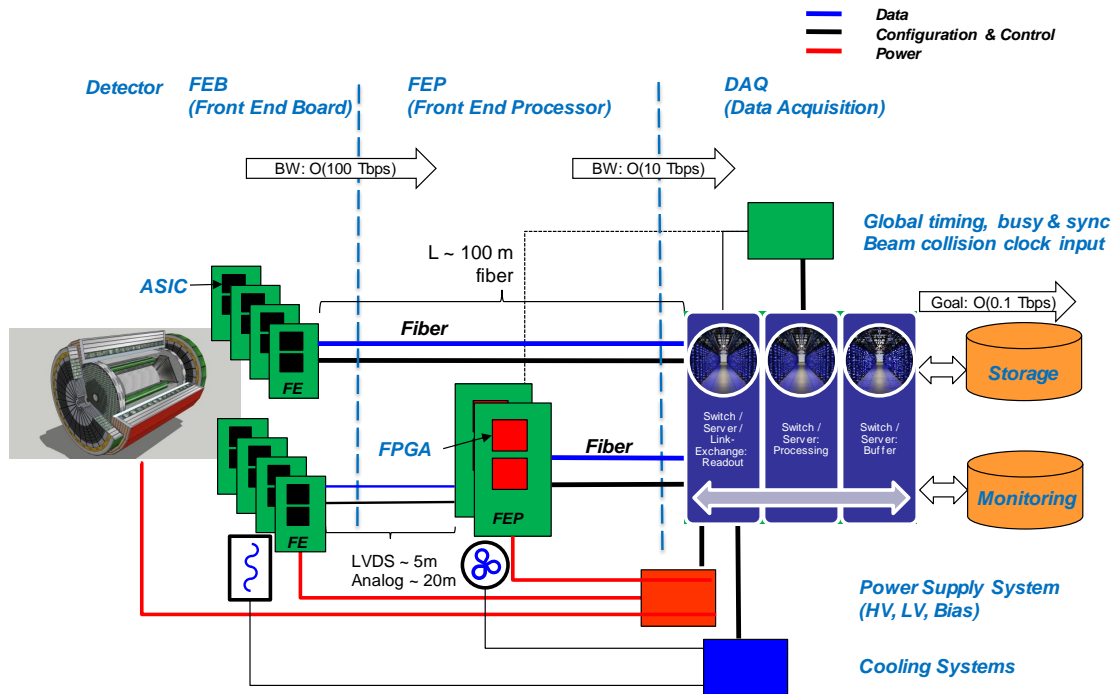 Data
Configuration & Control
Power
Detector
FEB
(Front End Board)
FEP
(Front End Processor)
DAQ
(Data Acquisition)
BW: O(100 Tbps)
BW: O(10 Tbps)
Global timing, busy & sync
Beam collision clock input
L ~ 100 m
fiber
ASIC
Goal: O(0.1 Tbps)
Fiber
FE
Storage
Switch /
Server /
Link-
Exchange:
Readout
Switch /
Server:
Processing
Switch /
Server:
Buffer
FPGA
Fiber
Monitoring
FE
FEP
LVDS ~ 5m
Analog ~ 20m
Power Supply System
(HV, LV, Bias)
Cooling Systems